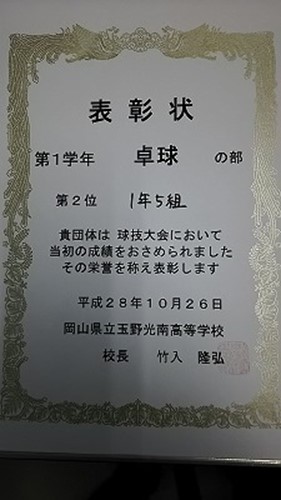 表彰状
第1学年 卓球 の部
第2位 1年5組
貴団体は 球技大会において
当初の成績をおさめられました
その栄誉を称え表彰します
平成28年10月26日
岡山県立玉野光南高等学校
校長 竹入 隆弘